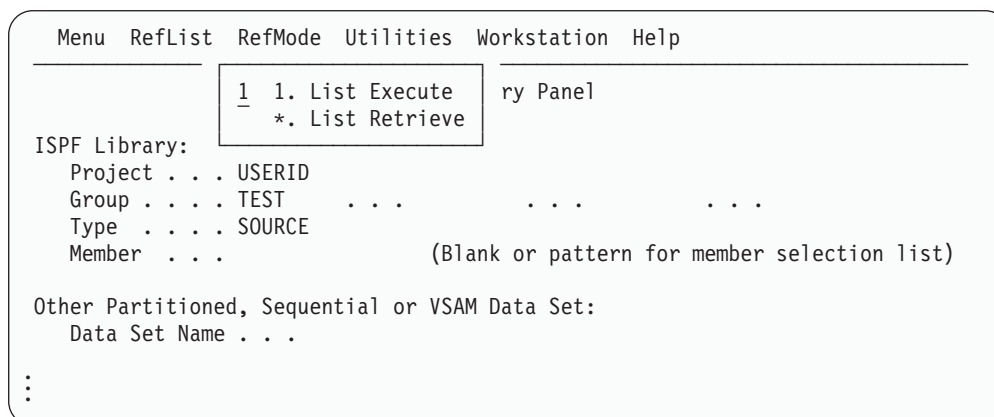 Menu RefList RefMode Utilities Workstation Help
1 1. List Execute ry Panel
*. List Retrieve
ISPF Library:
Project . . . USERID
Group . . . . TEST . . . . . . . . .
Type . . . . SOURCE
Member . . . (Blank or pattern for member selection list)
Other Partitioned, Sequential or VSAM Data Set:
Data Set Name . . .